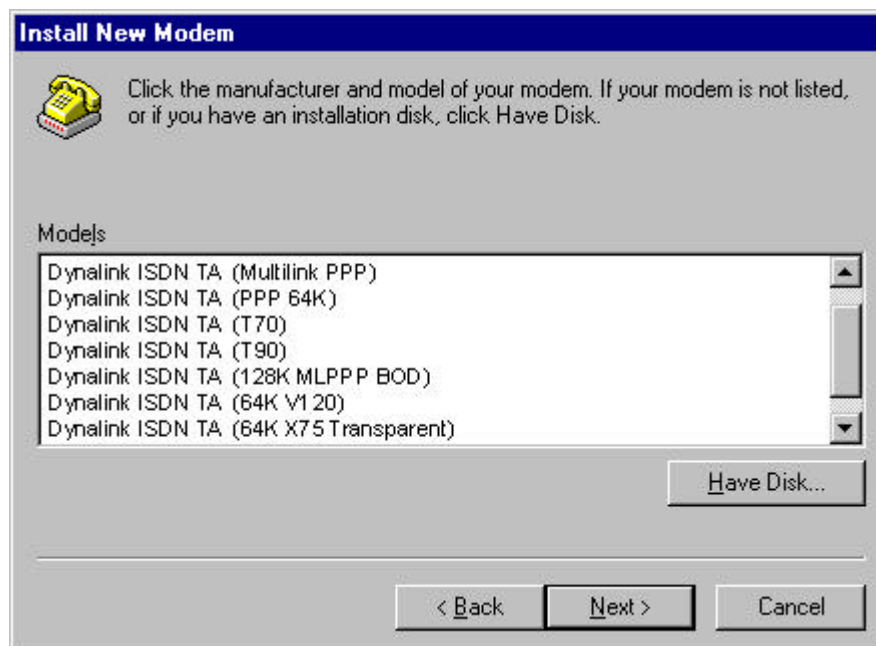 Install New Modem
Click the manufacturer and model of your modem. If your modem is not listed,
or if you have an installation disk, click Have Disk.
Models
Dynalink ISDN TA (Multilink PPP)
Dynalink ISDN TA (PPP 64K)
Dynalink ISDN TA (T70)
Dynalink ISDN TA (T90)
Dynalink ISDN TA (128K MLPPP BOD)
Dynalink ISDN TA (64K V120)
Dynalink ISDN TA (64K X75 Transparent)
Have Disk...
< Back
Next >
Cancel